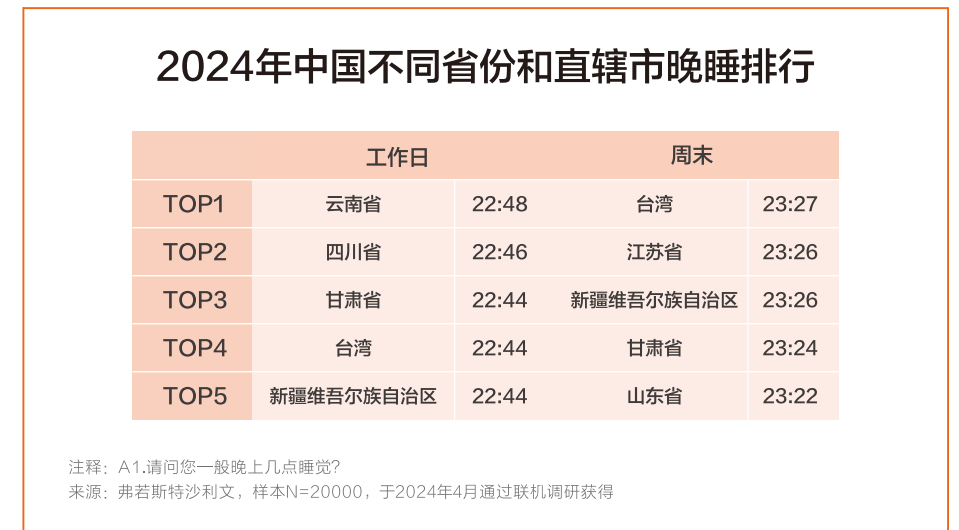 2024年中国不同省份和直辖市晚睡排行
工作日 周末
TOP1 云南省 22:48 台湾 23:27
TOP2 四川省 22:46 江苏省 23:26
TOP3 甘肃省 22:44 新疆维吾尔族自治区 23:26
TOP4 台湾 22:44 甘肃省 23:24
TOP5 新疆维吾尔族自治区 22:44 山东省 23:22
注释：A1.请问您一般晚上几点睡觉？
来源：弗若斯特沙利文，样本N=20000，于2024年4月通过联机调研获得